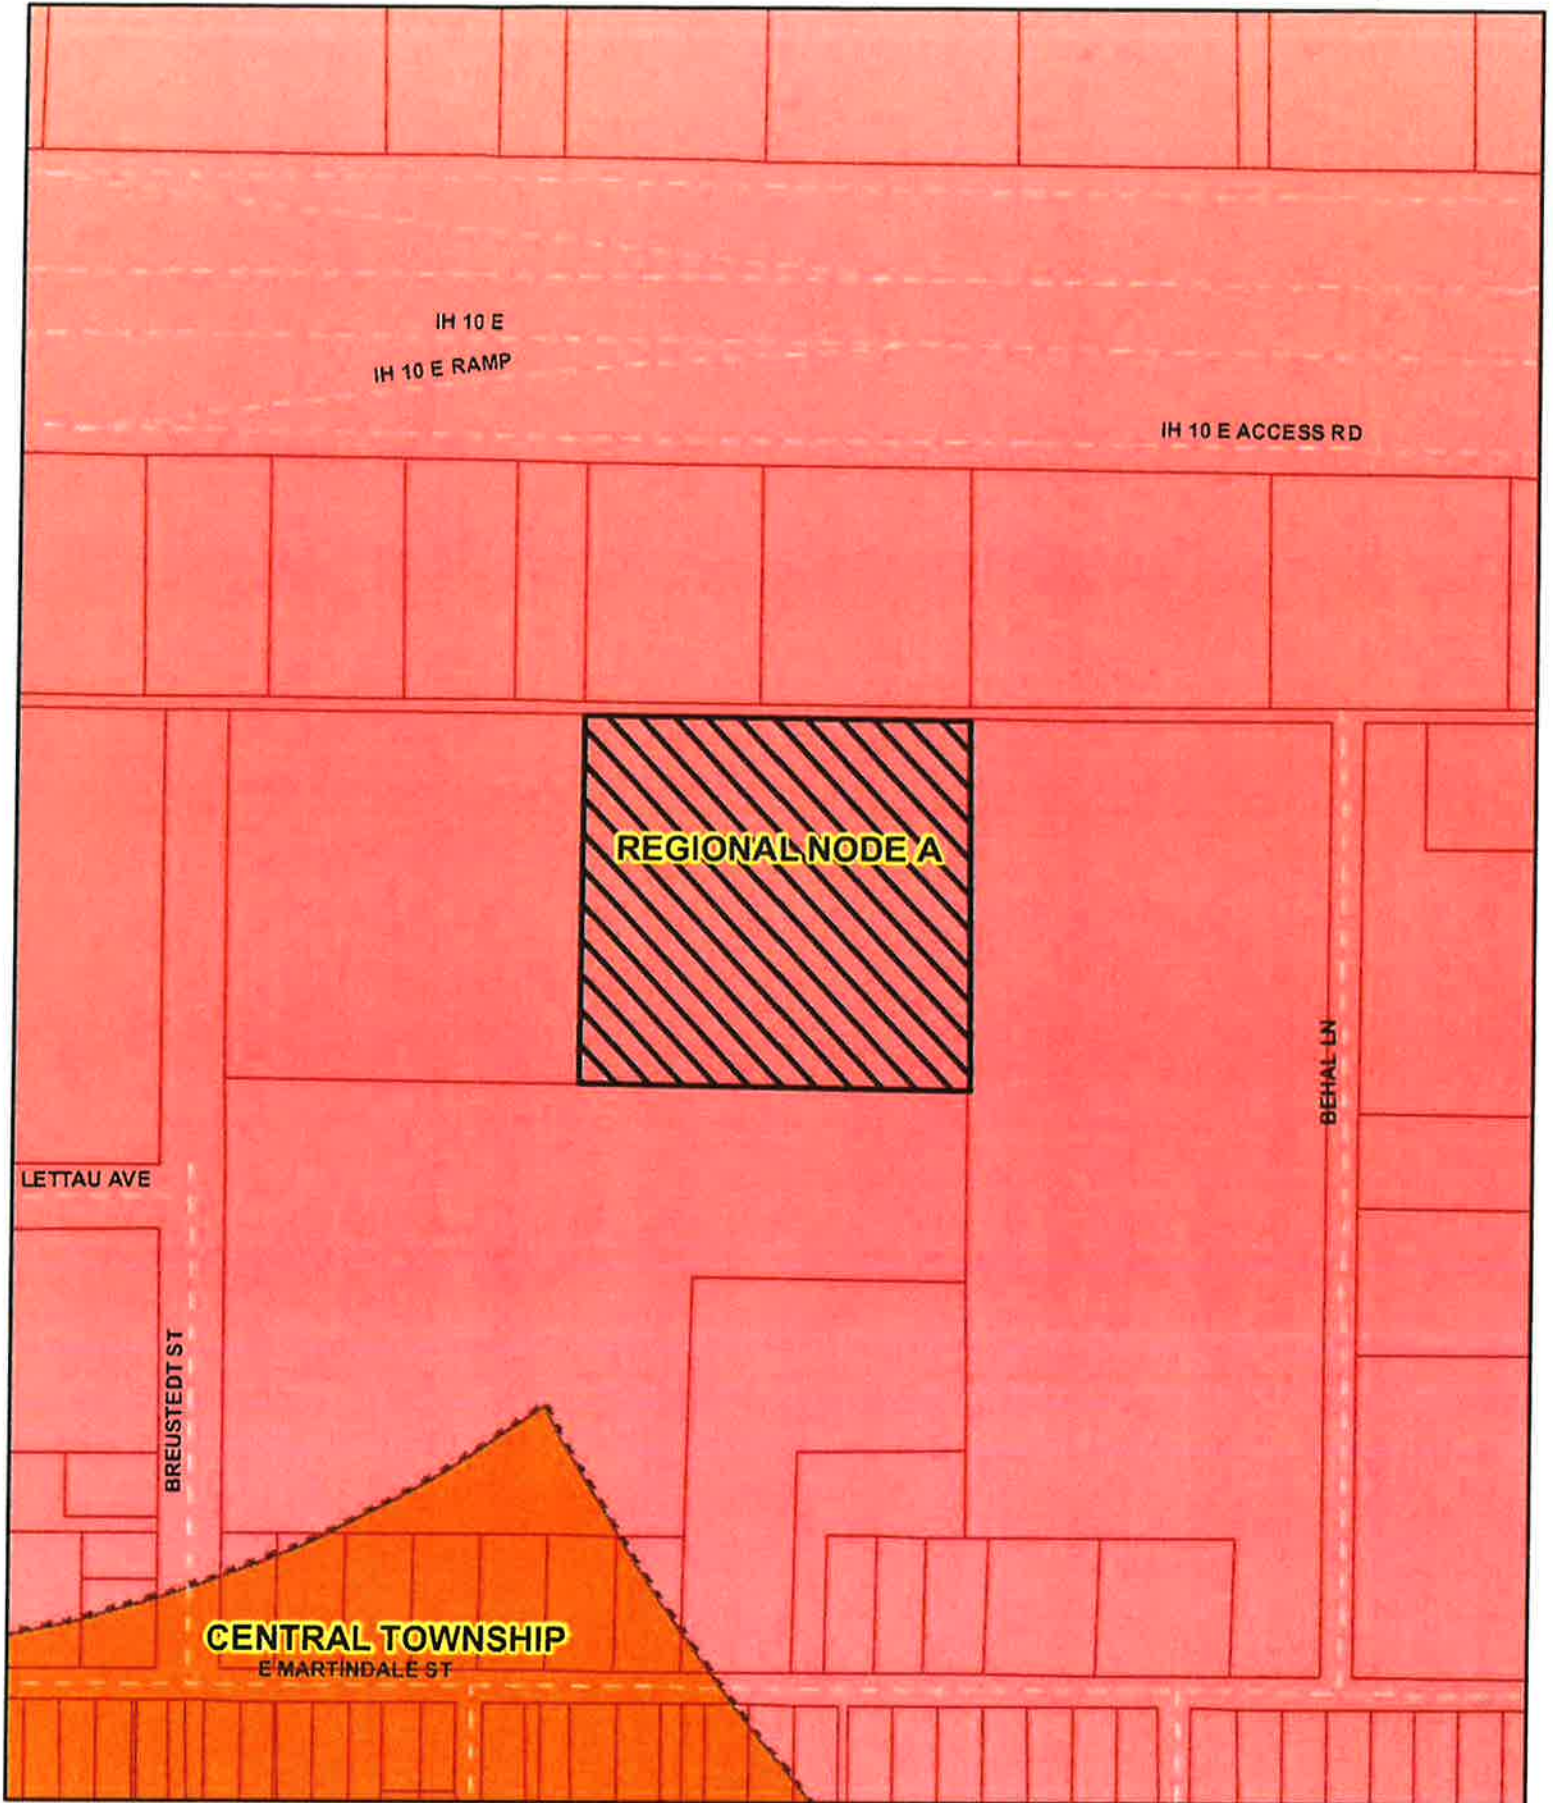 IH 10 E
IH 10 E RAMP
IH 10 E ACCESS RD
REGIONAL NODE A
BEHAL LN
LETTAU AVE
BREUSTEDT ST
CENTRAL TOWNSHIP
E MARTINDALE ST